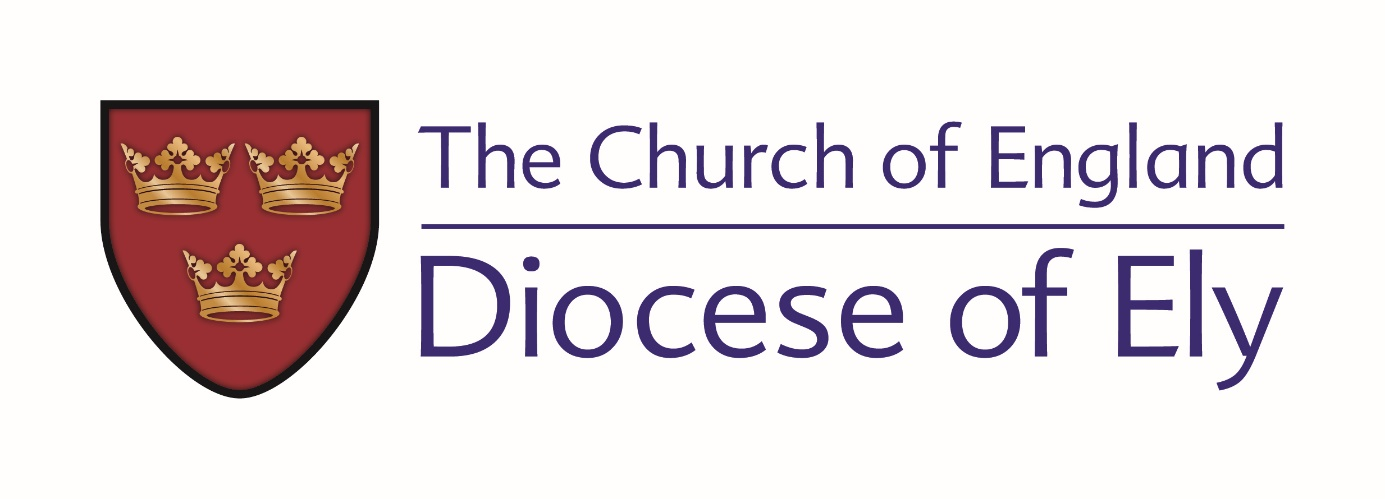 The Church of England
Diocese of Ely